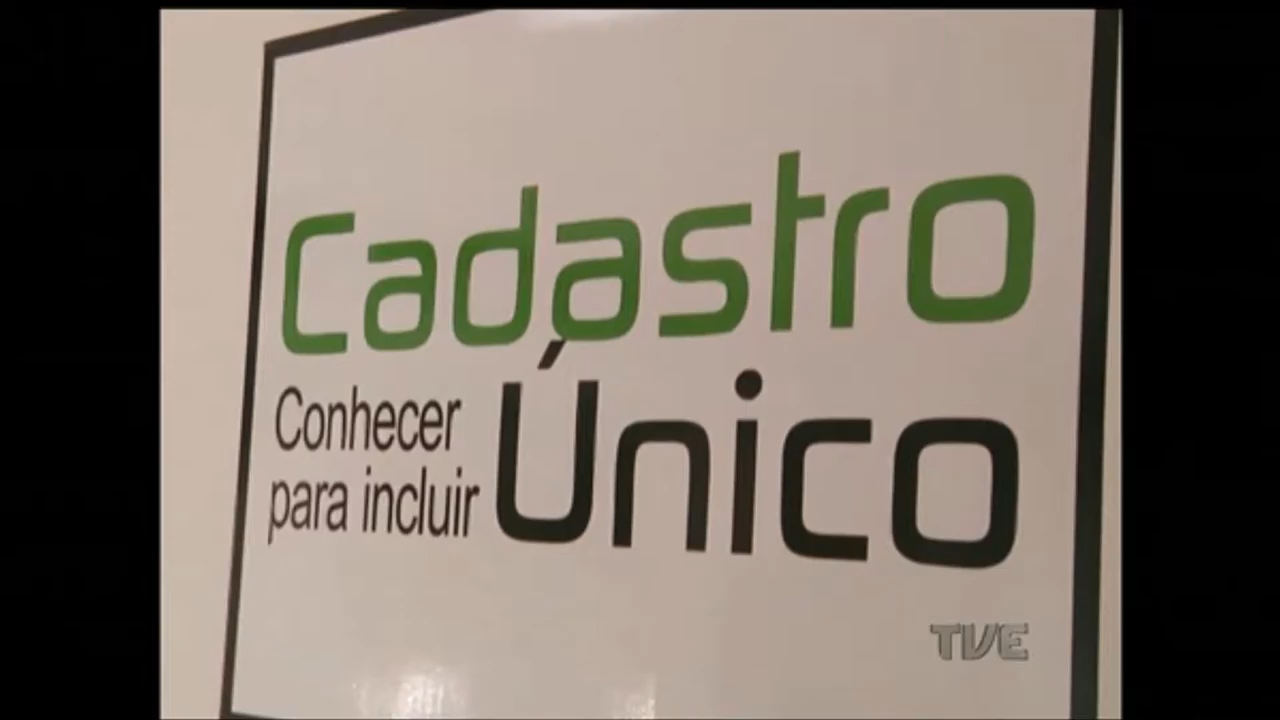 Cadastro
Único
Conhecer
para incluir
TVE